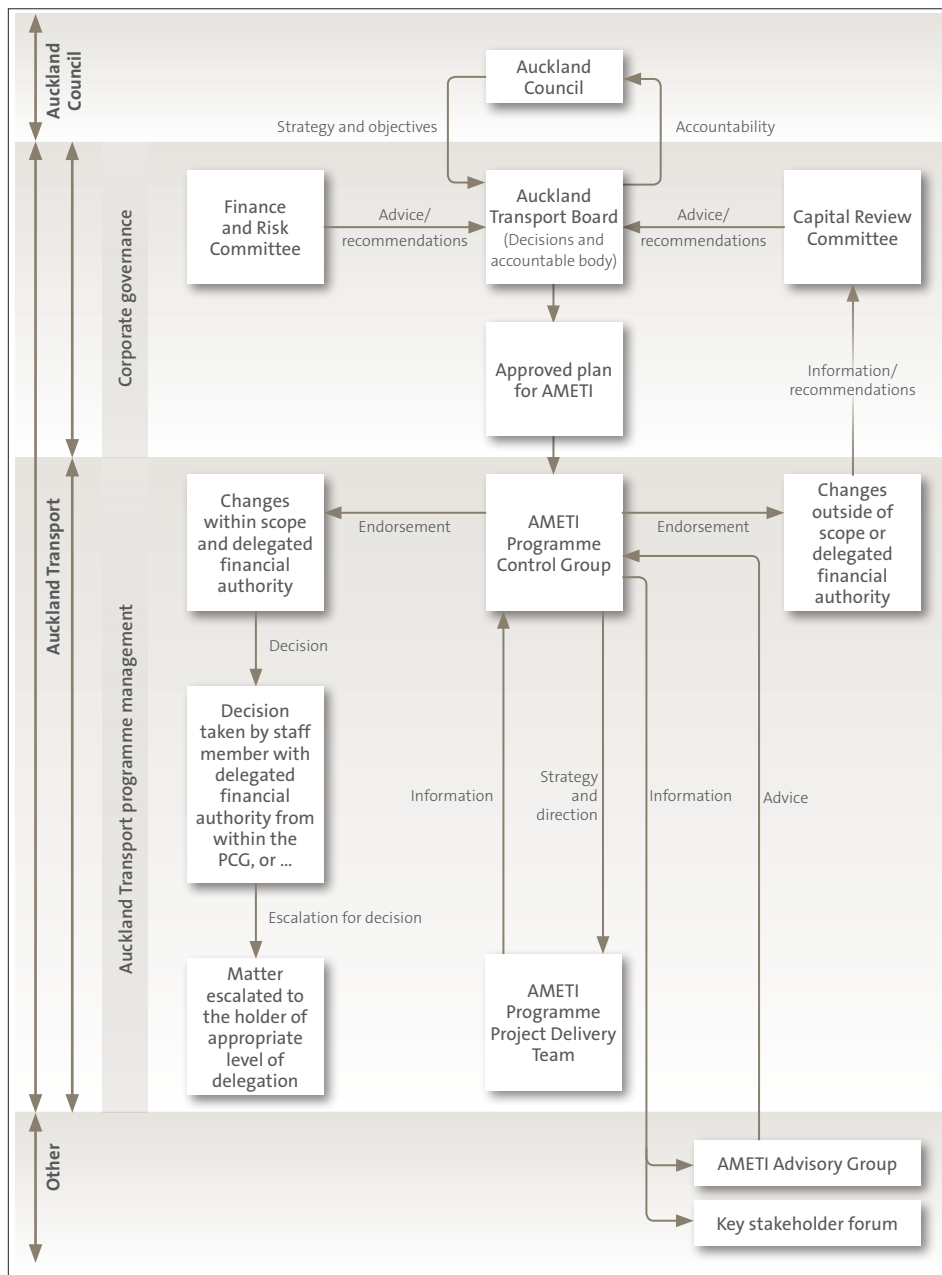 Auckland
Council
Auckland
Council
Strategy and objectives
Accountability
Auckland Transport
Corporate governance
Finance
and Risk
Committee
Advice/
recommendations
Auckland
Transport Board
(Decisions and
accountable body)
Advice/
recommendations
Capital Review
Committee
Approved plan
for AMETI
Information/
recommendations
Auckland Transport programme management
Changes
within scope
and delegated
financial
authority
Endorsement
AMETI
Programme
Control Group
Endorsement
Changes
outside of
scope or
delegated
financial
authority
Decision
Decision
taken by staff
member with
delegated
financial
authority from
within the
PCG, or ...
Information
Strategy
and
direction
Information
Advice
Escalation for decision
Matter
escalated to
the holder of
appropriate
level of
delegation
AMETI
Programme
Project Delivery
Team
Other
AMETI Advisory Group
Key stakeholder forum